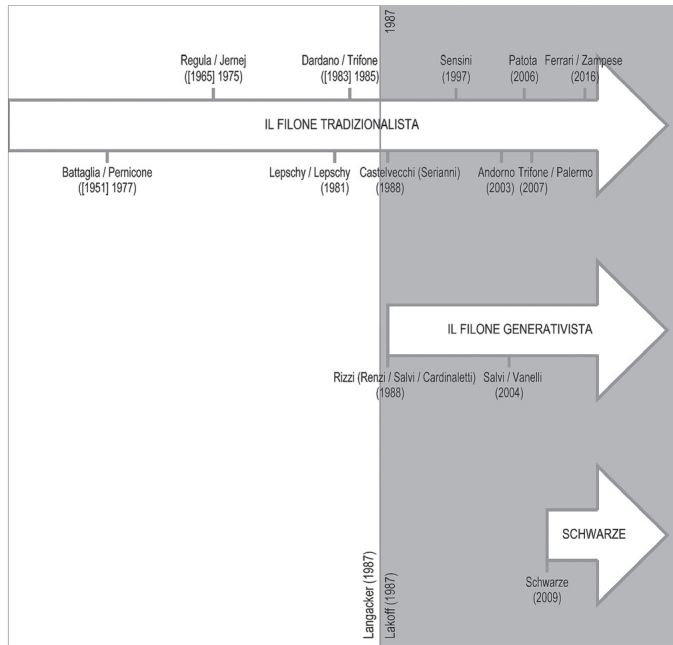 1987
Regula / Jernej
([1965] 1975)
Dardano / Trifone
([1983] 1985)
Sensini
(1997)
Patota
(2006)
Ferrari / Zampese
(2016)
IL FILONE TRADIZIONALISTA
Battaglia / Pernicone
([1951] 1977)
Lepschy / Lepschy
(1981)
Castelvecchi (Serianni)
(1988)
Andorno
(2003)
Trifone / Palermo
(2007)
IL FILONE GENERATIVISTA
Rizzi (Renzi / Salvi / Cardinaletti)
(1988)
Salvi / Vanelli
(2004)
SCHWARZE
Schwarze
(2009)
Langacker (1987)
Lakoff (1987)